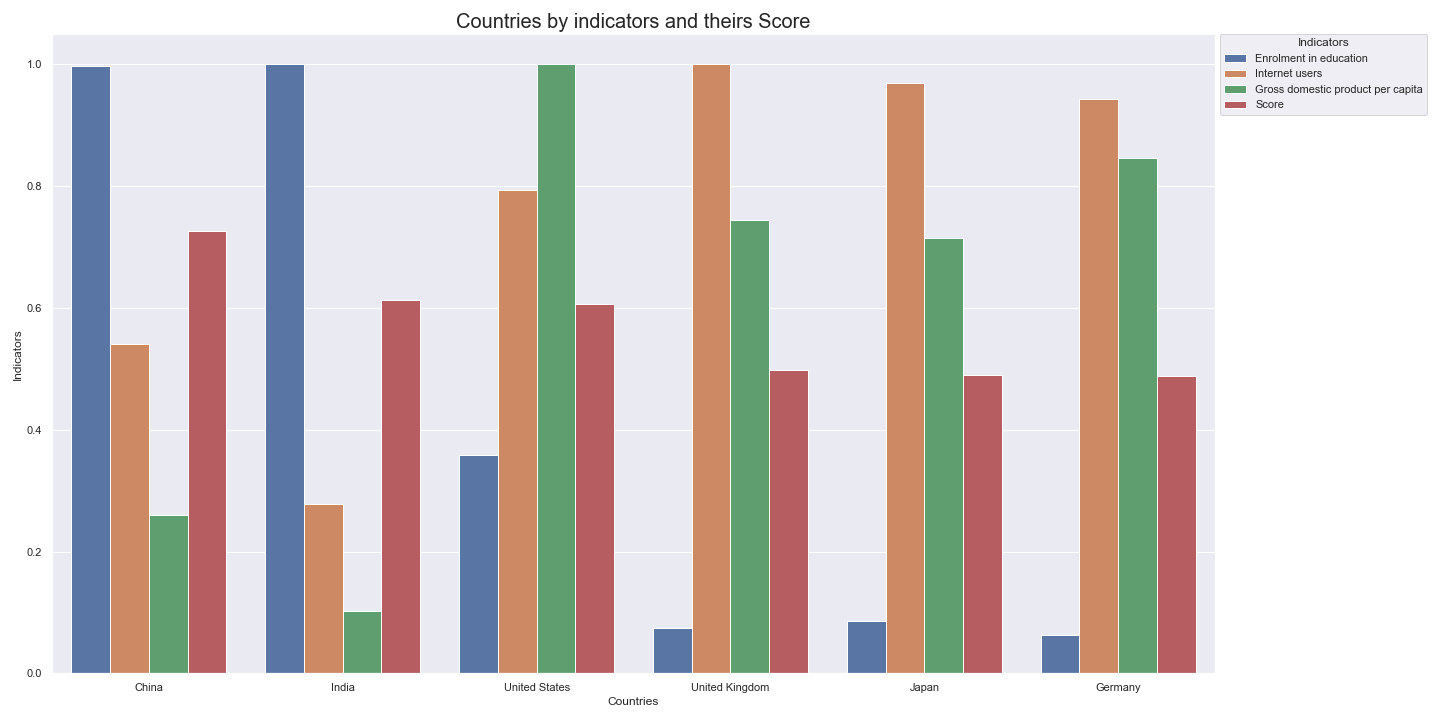 Countries by indicators and theirs Score
Indicators
Enrolment in education
Internet users
Gross domestic product per capita
Score
1.0
0.8
0.6
0.4
0.2
0.0
Indicators
China India United States United Kingdom Japan Germany
Countries